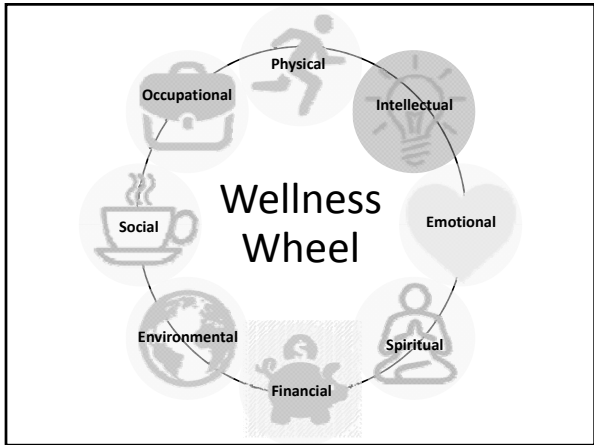 Physical
Occupational
Intellectual
Wellness
Wheel
Social
Emotional
Environmental
Spiritual
$
Financial